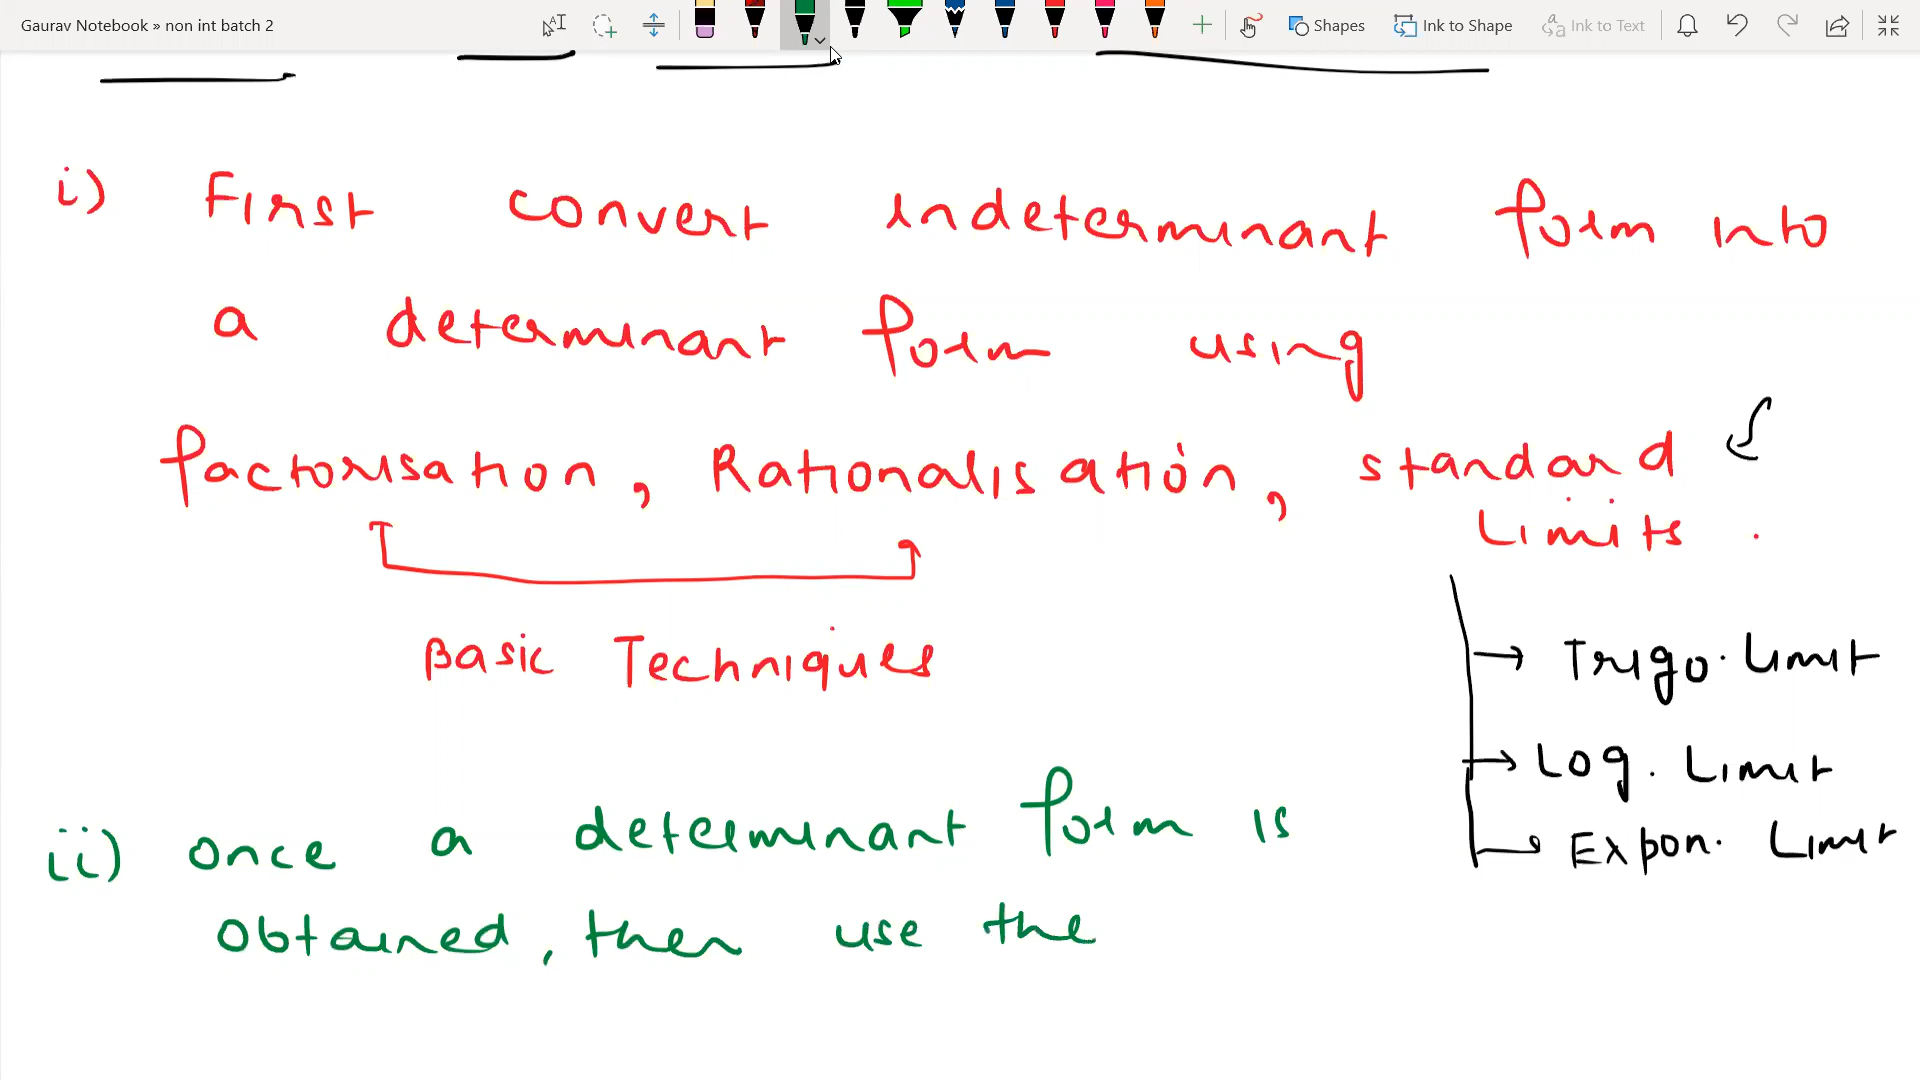 Gaurav Notebook » non int batch 2
Shapes Ink to Shape Ink to Text
i) First convert indeterminant form into
a determinant form using
factorisation, Rationalisation, standard
Limits.
Basic Techniques
Trigo. Limit
Log. Limit
Expon. Limit
ii) once a determinant form is
obtained, then use the